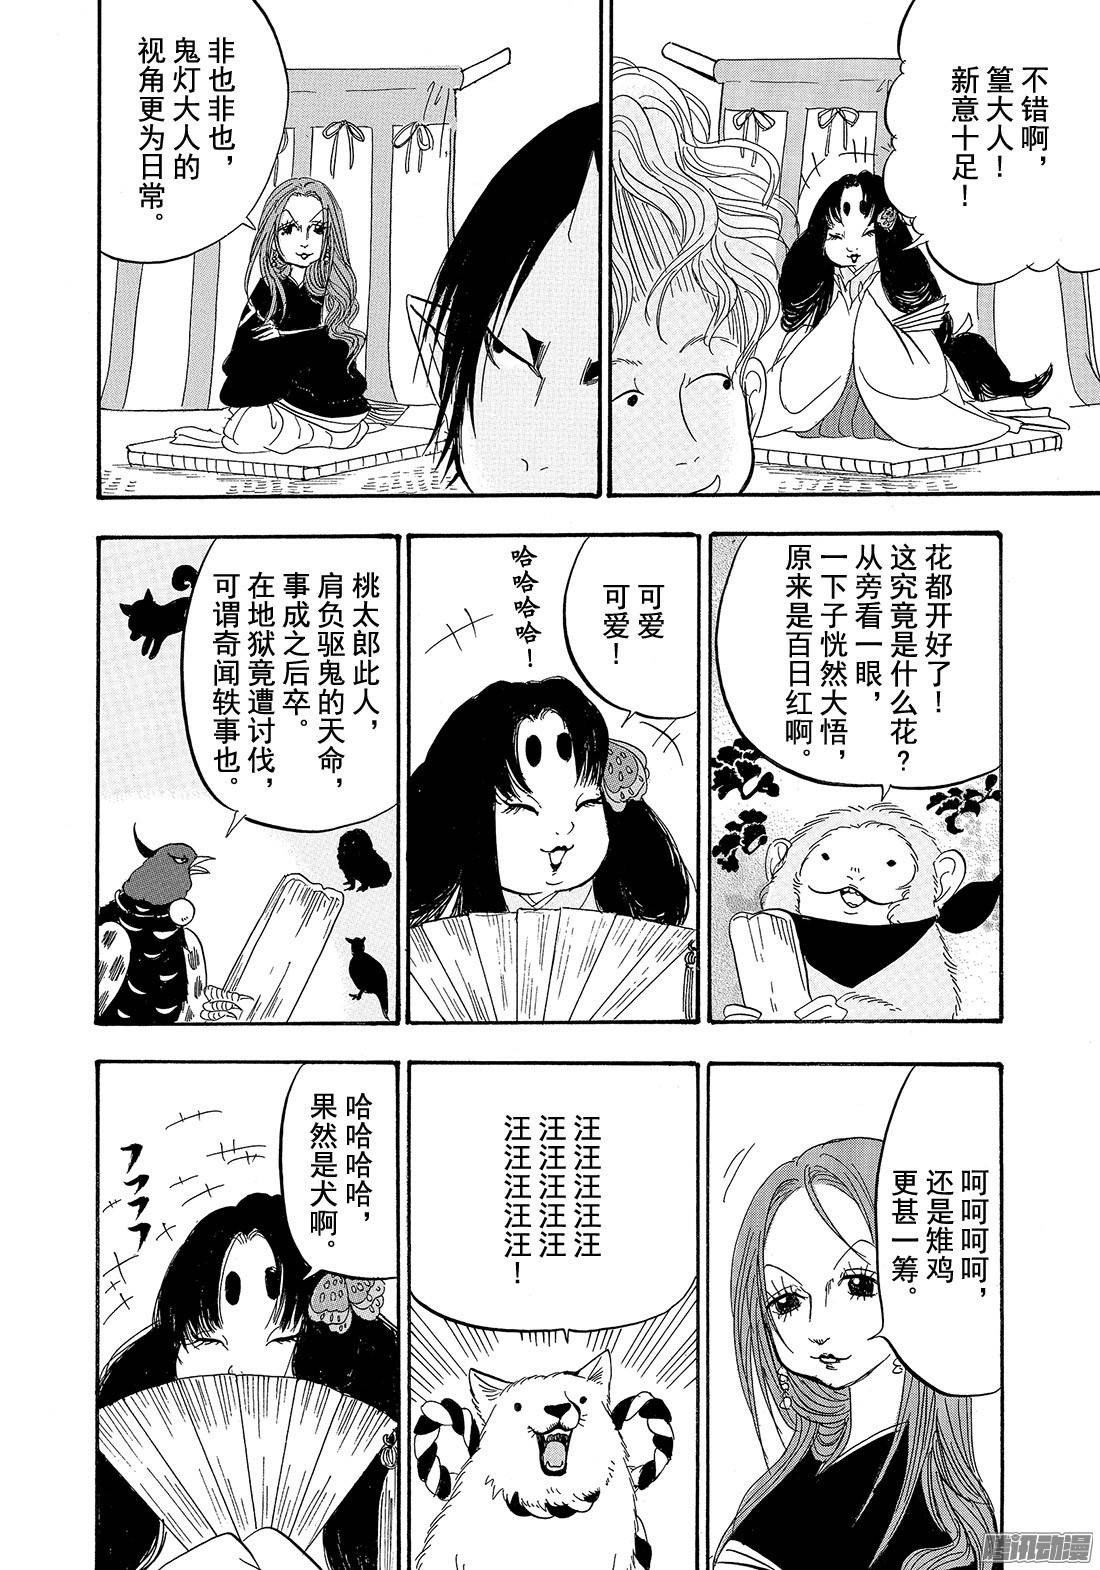 不错啊，
篁大人！
新意十足！
非也非也，
鬼灯大人的
视角更为日常。
花都开好了！
这究竟是什么花？
从旁看一眼，
一下子恍然大悟，
原来是百日红啊。
可爱
可爱！
哈哈哈哈！
桃太郎此人，
肩负驱鬼的天命，
事成之后卒。
在地狱竟遭讨伐，
可谓奇闻轶事也。
呵呵呵呵，
还是雉鸡
更甚一筹。
汪汪汪汪汪
汪汪汪汪汪
汪汪汪汪汪！
哈哈哈哈，
果然是犬啊。
フフフフ
腾讯动漫